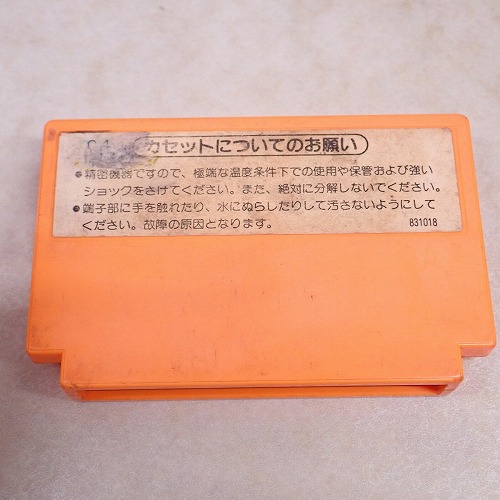 カセットについてのお願い
●精密機器ですので、極端な温度条件下での使用や保管および強い
ショックをさけてください。また、絶対に分解しないでください。
●端子部に手を触れたり、水にぬらしたりして汚さないようにして
ください。故障の原因となります。
831018